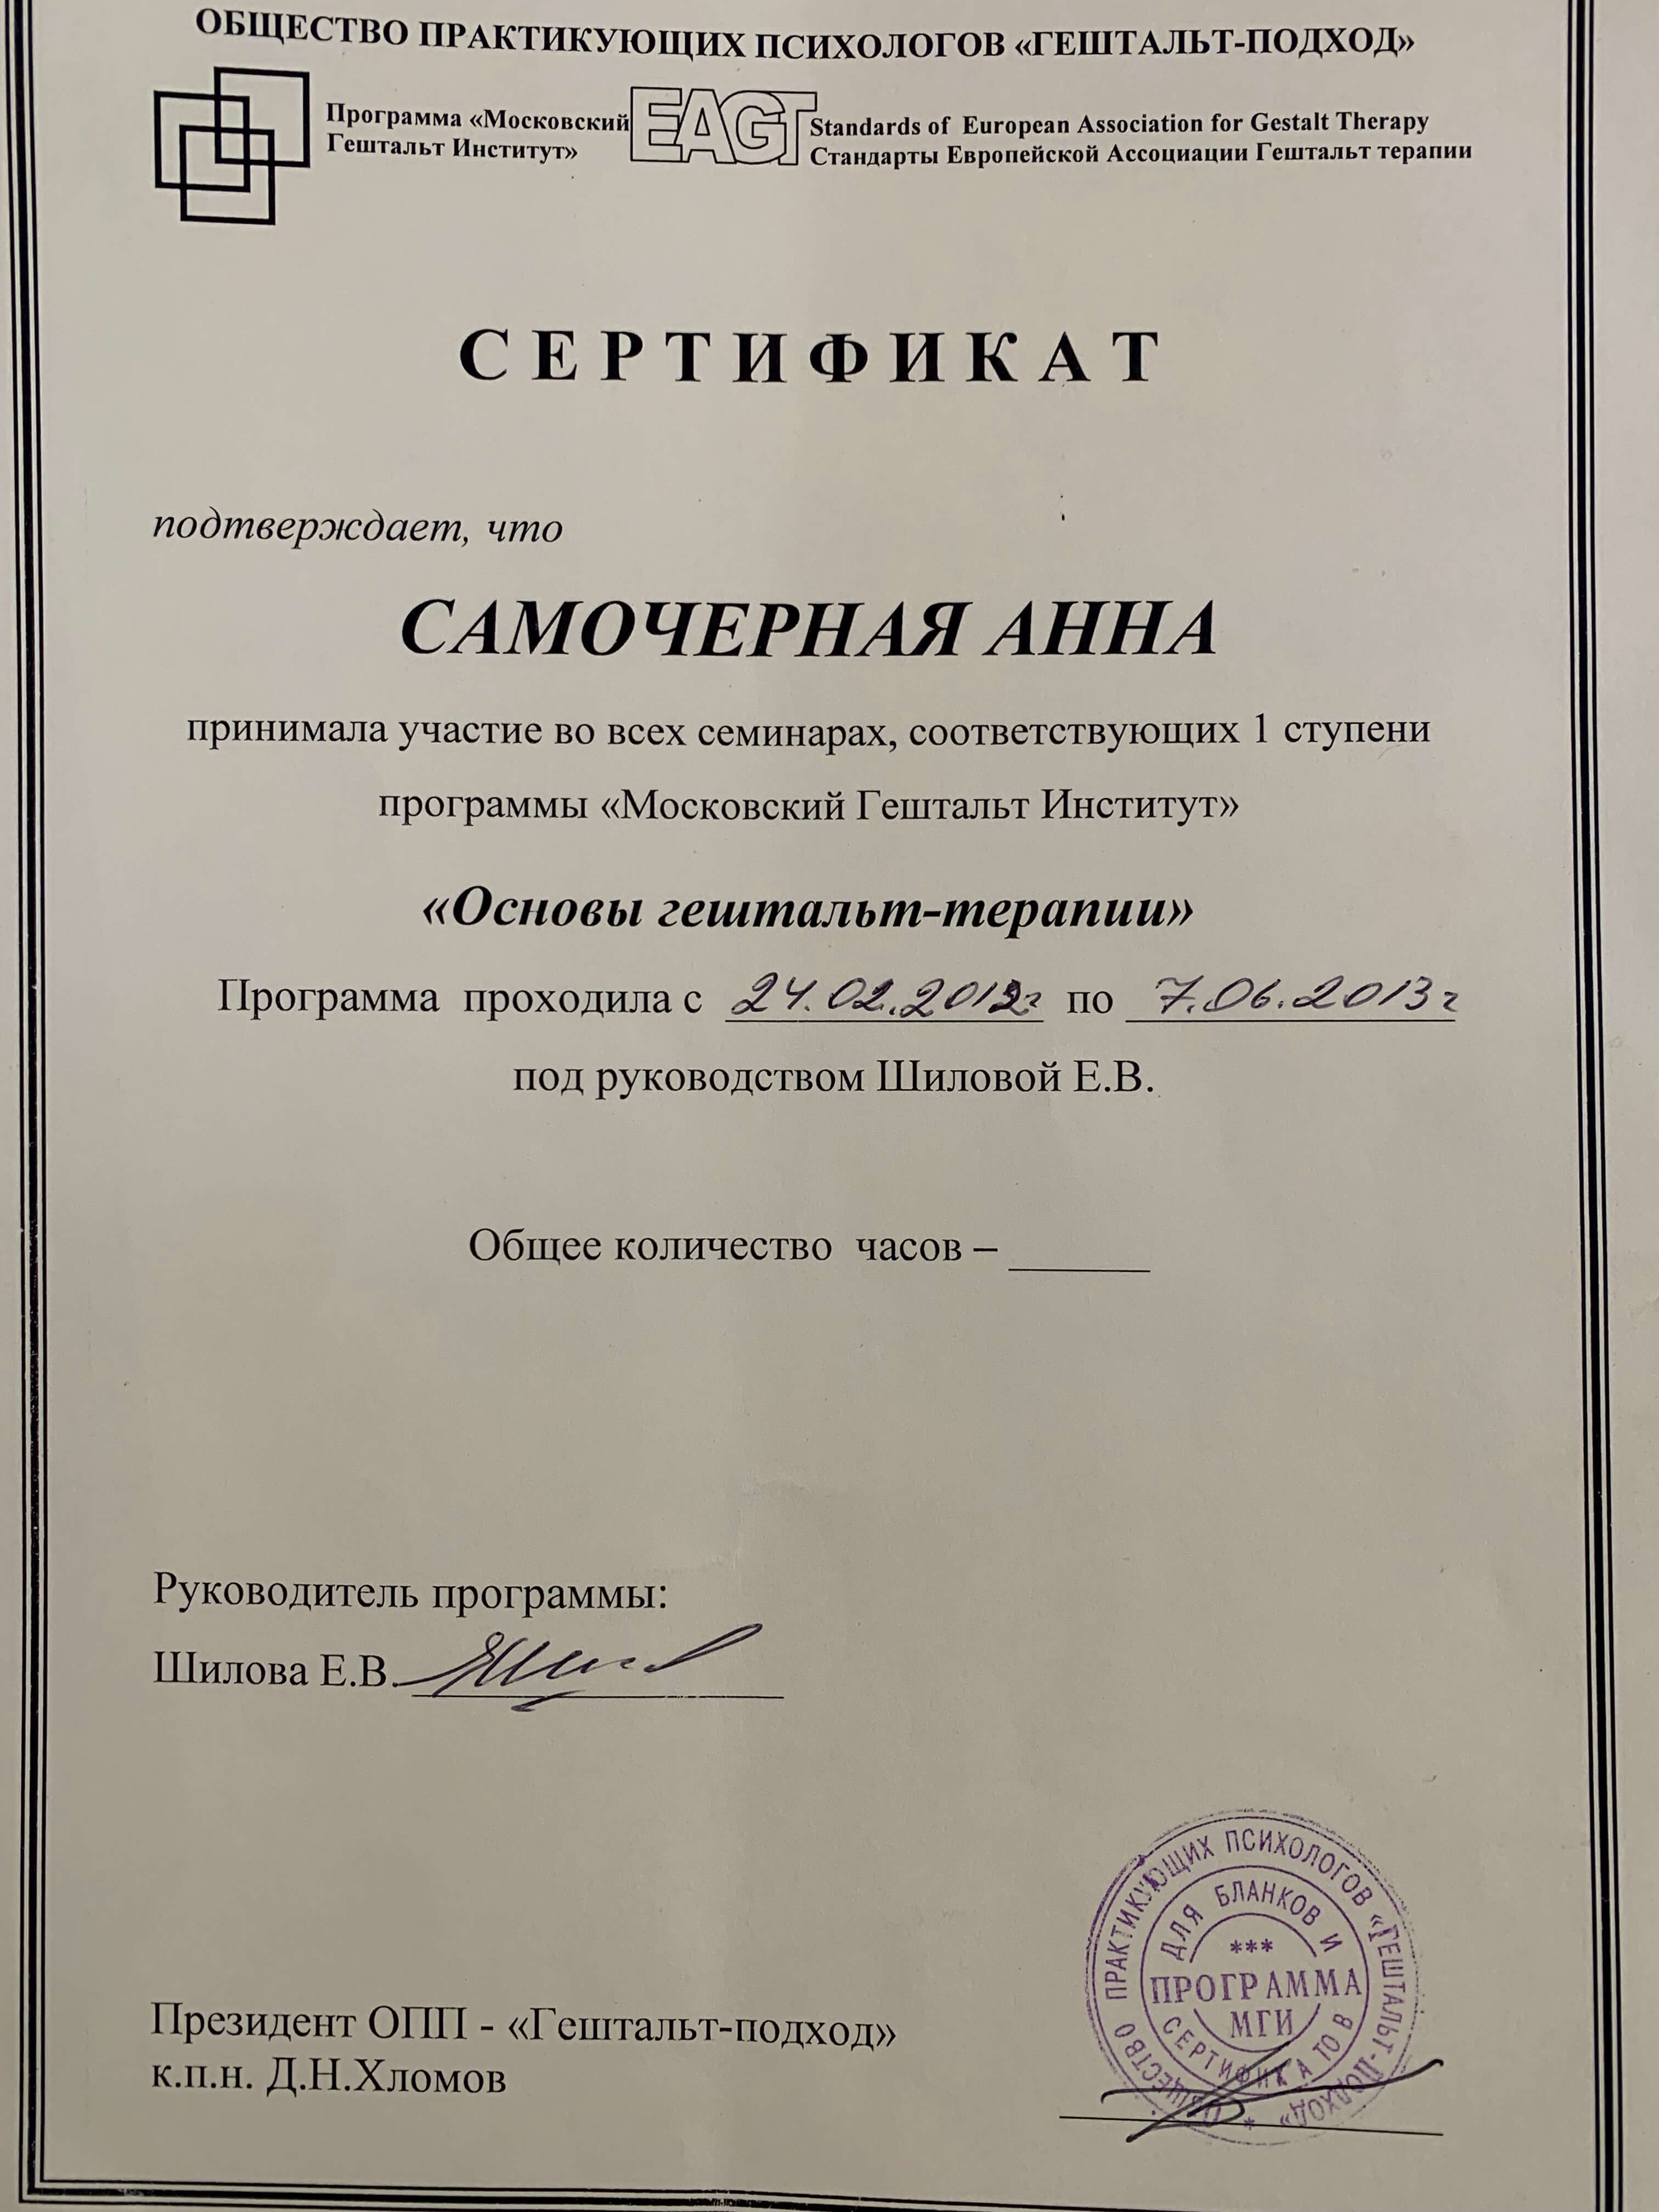 ОБЩЕСТВО ПРАКТИКУЮЩИХ ПСИХОЛОГОВ «ГЕШТАЛЬТ-ПОДХОД»
Программа «Московский
Гештальт Институт»
EAGT
Standards of European Association for Gestalt Therapy
Стандарты Европейской Ассоциации Гештальт терапии
СЕРТИФИКАТ
подтверждает, что
САМОЧЕРНАЯ АННА
принимала участие во всех семинарах, соответствующих 1 ступени
программы «Московский Гештальт Институт»
«Основы гештальт-терапии»
Программа проходила с 24.02.2012г по 7.06.2013г
под руководством Шиловой Е.В.
Общее количество часов –
Руководитель программы:
Шилова Е.В.
Президент ОПП - «Гештальт-подход»
к.п.н. Д.Н.Хломов
ОБЩЕСТВО ПРАКТИКУЮЩИХ ПСИХОЛОГОВ «ГЕШТАЛЬТ-ПОДХОД» *
ДЛЯ БЛАНКОВ И СЕРТИФИКАТОВ
***
ПРОГРАММА
МГИ